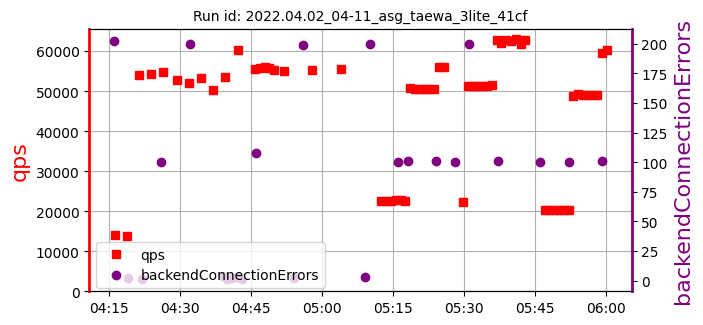 Run id: 2022.04.02_04-11_asg_taewa_3lite_41cf
60000
50000
40000
30000
20000
10000
0
qps
200
175
150
125
100
75
50
25
0
backendConnectionErrors
qps
backendConnectionErrors
04:15 04:30 04:45 05:00 05:15 05:30 05:45 06:00